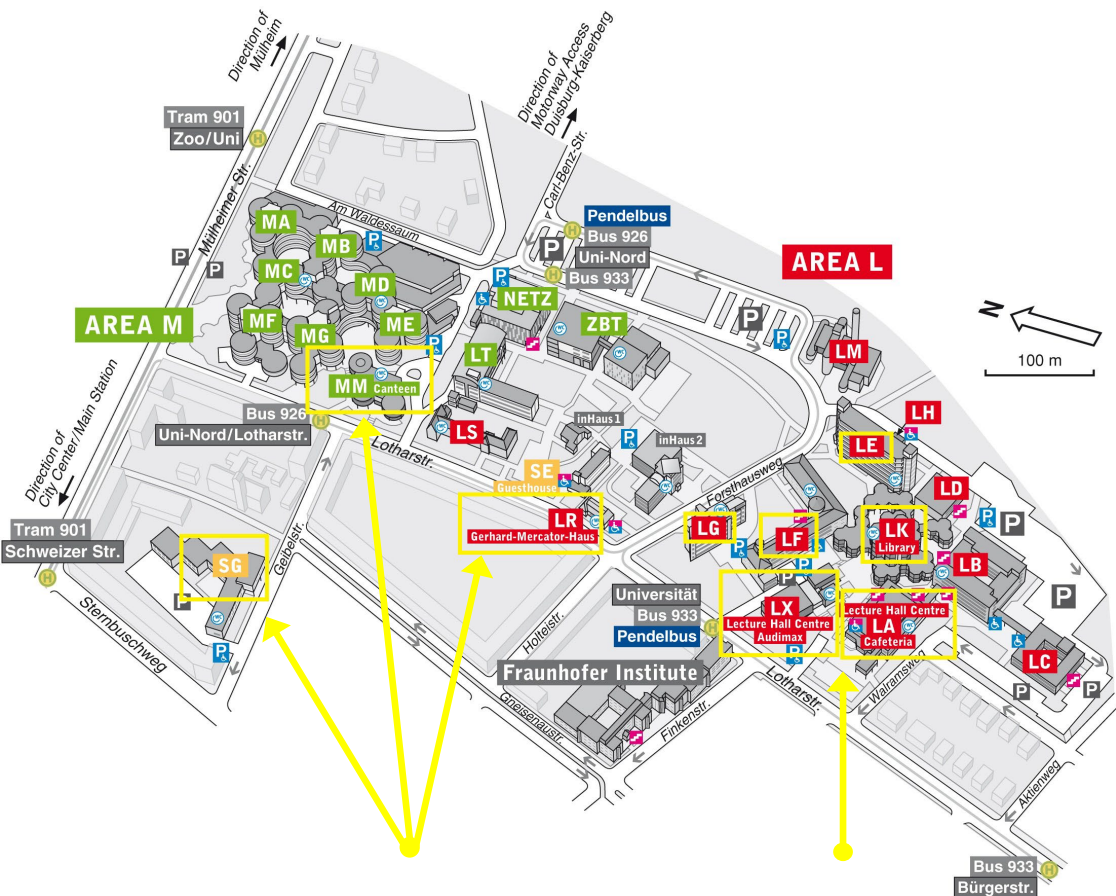 Direction of
Mülheim
Direction of
Motorway Access
Duisburg-Kaiserberg
Tram 901
Zoo/Uni
H
Mülheimer Str.
Carl-Benz-Str.
Am Waldessaum
MA
MB
P
MC
MD
MF
MG
ME
P
P
P
P
AREA M
MM Canteen
Pendelbus
H
Bus 926
Uni-Nord
H
Bus 933
P
AREA L
N
100 m
P
NETZ
ZBT
LT
P
P
LM
LH
LE
Bus 926
H
Uni-Nord/Lotharstr.
LS
Lotharstr.
inHaus 1
P
inHaus 2
SE
Guesthouse
LR
Gerhard-Mercator-Haus
Forsthausweg
LG
LF
P
P
P
LD
LK
Library
LB
P
P
P
Direction of
City Center/Main Station
Tram 901
Schweizer Str.
H
SG
P
P
Geibelstr.
Sternbuschweg
Universität
Bus 933
H
Pendelbus
Holteistr.
LX
Lecture Hall Centre
Audimax
P
Lecture Hall Centre
LA
Cafeteria
LC
P
P
Fraunhofer Institute
Gneisenaustr.
Finkenstr.
Lotharstr.
Walramsweg
Aktienweg
Bus 933
H
Bürgerstr.